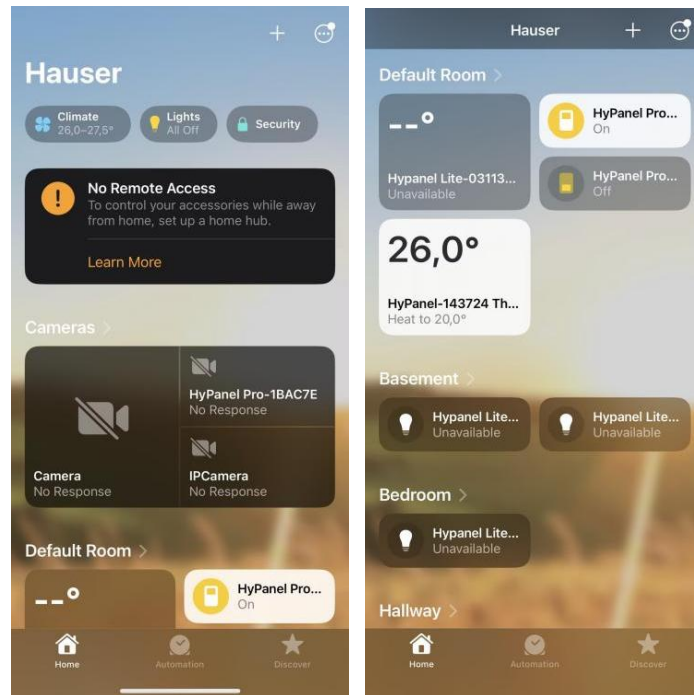 Hauser
Climate
26,0–27,5°
Lights
All Off
Security
No Remote Access
To control your accessories while away
from home, set up a home hub.
Learn More
Cameras >
HyPanel Pro-1BAC7E
No Response
Camera
No Response
IPCamera
No Response
Default Room >
--°
HyPanel Pro...
On
Home
Automation
Discover
Hauser
Default Room >
--°
Hypanel Lite-03113...
Unavailable
HyPanel Pro...
On
HyPanel Pro...
Off
26,0°
HyPanel-143724 Th...
Heat to 20,0°
Basement >
Hypanel Lite...
Unavailable
Hypanel Lite...
Unavailable
Bedroom >
Hypanel Lite...
Unavailable
Hallway >
Home
Automation
Discover